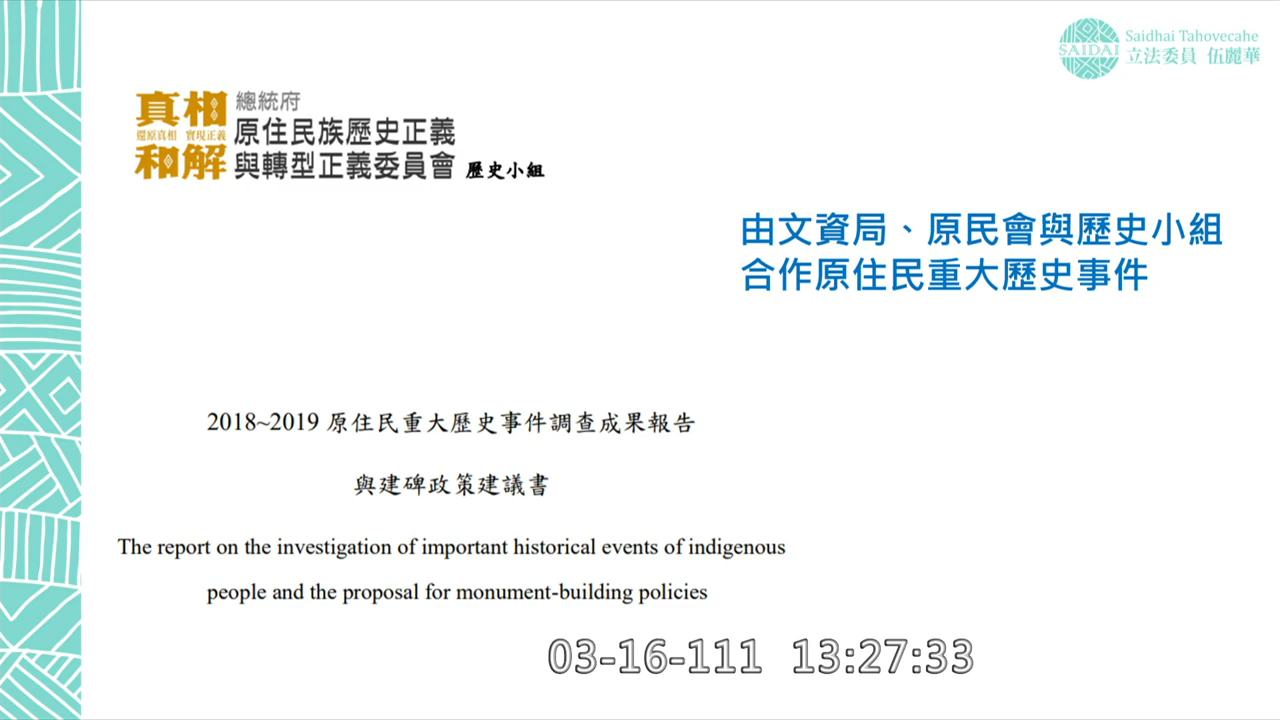 Saidhai Tahovecahe
SAIDAI
立法委員 伍麗華
真相
還原真相 實現正義
和解
總統府
原住民族歷史正義
與轉型正義委員會 歷史小組
由文資局、原民會與歷史小組
合作原住民重大歷史事件
2018~2019 原住民重大歷史事件調查成果報告
與建碑政策建議書
The report on the investigation of important historical events of indigenous
people and the proposal for monument-building policies
03-16-111 13:27:33